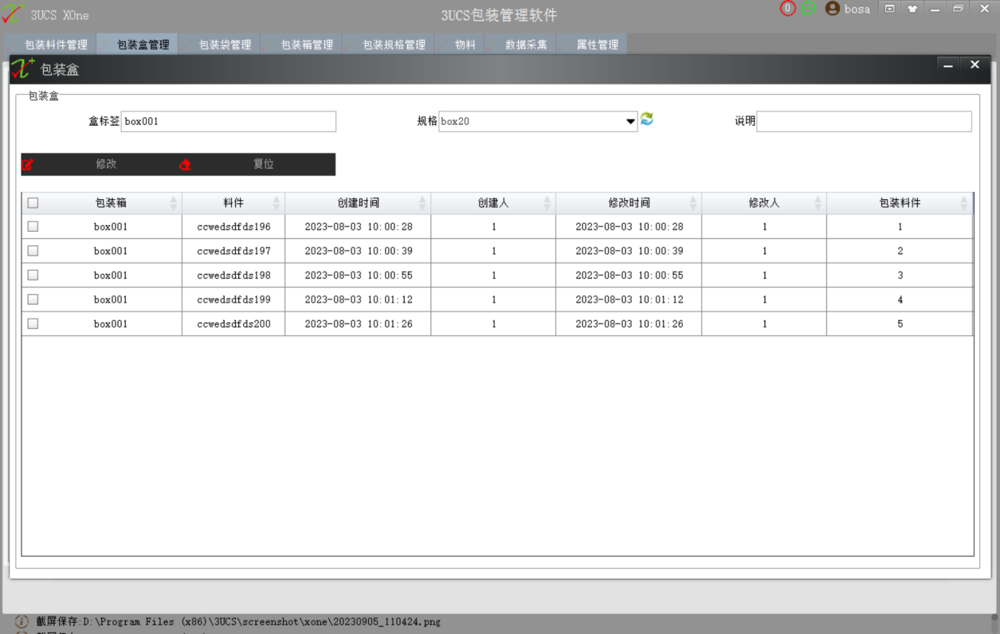 3UCS XOne 3UCS包装管理软件 0 bosa
包装料件管理 包装盒管理 包装袋管理 包装箱管理 包装规格管理 物料 数据采集 属性管理
包装盒
包装盒
盒标签 box001 规格 box20 说明
修改 复位
包装箱 料件 创建时间 创建人 修改时间 修改人 包装料件
box001 ccwedsdfds196 2023-08-03 10:00:28 1 2023-08-03 10:00:28 1 1
box001 ccwedsdfds197 2023-08-03 10:00:39 1 2023-08-03 10:00:39 1 2
box001 ccwedsdfds198 2023-08-03 10:00:55 1 2023-08-03 10:00:55 1 3
box001 ccwedsdfds199 2023-08-03 10:01:12 1 2023-08-03 10:01:12 1 4
box001 ccwedsdfds200 2023-08-03 10:01:26 1 2023-08-03 10:01:26 1 5
截屏保存:D:\Program Files (x86)\3UCS\screenshot\xone\20230905_110424.png